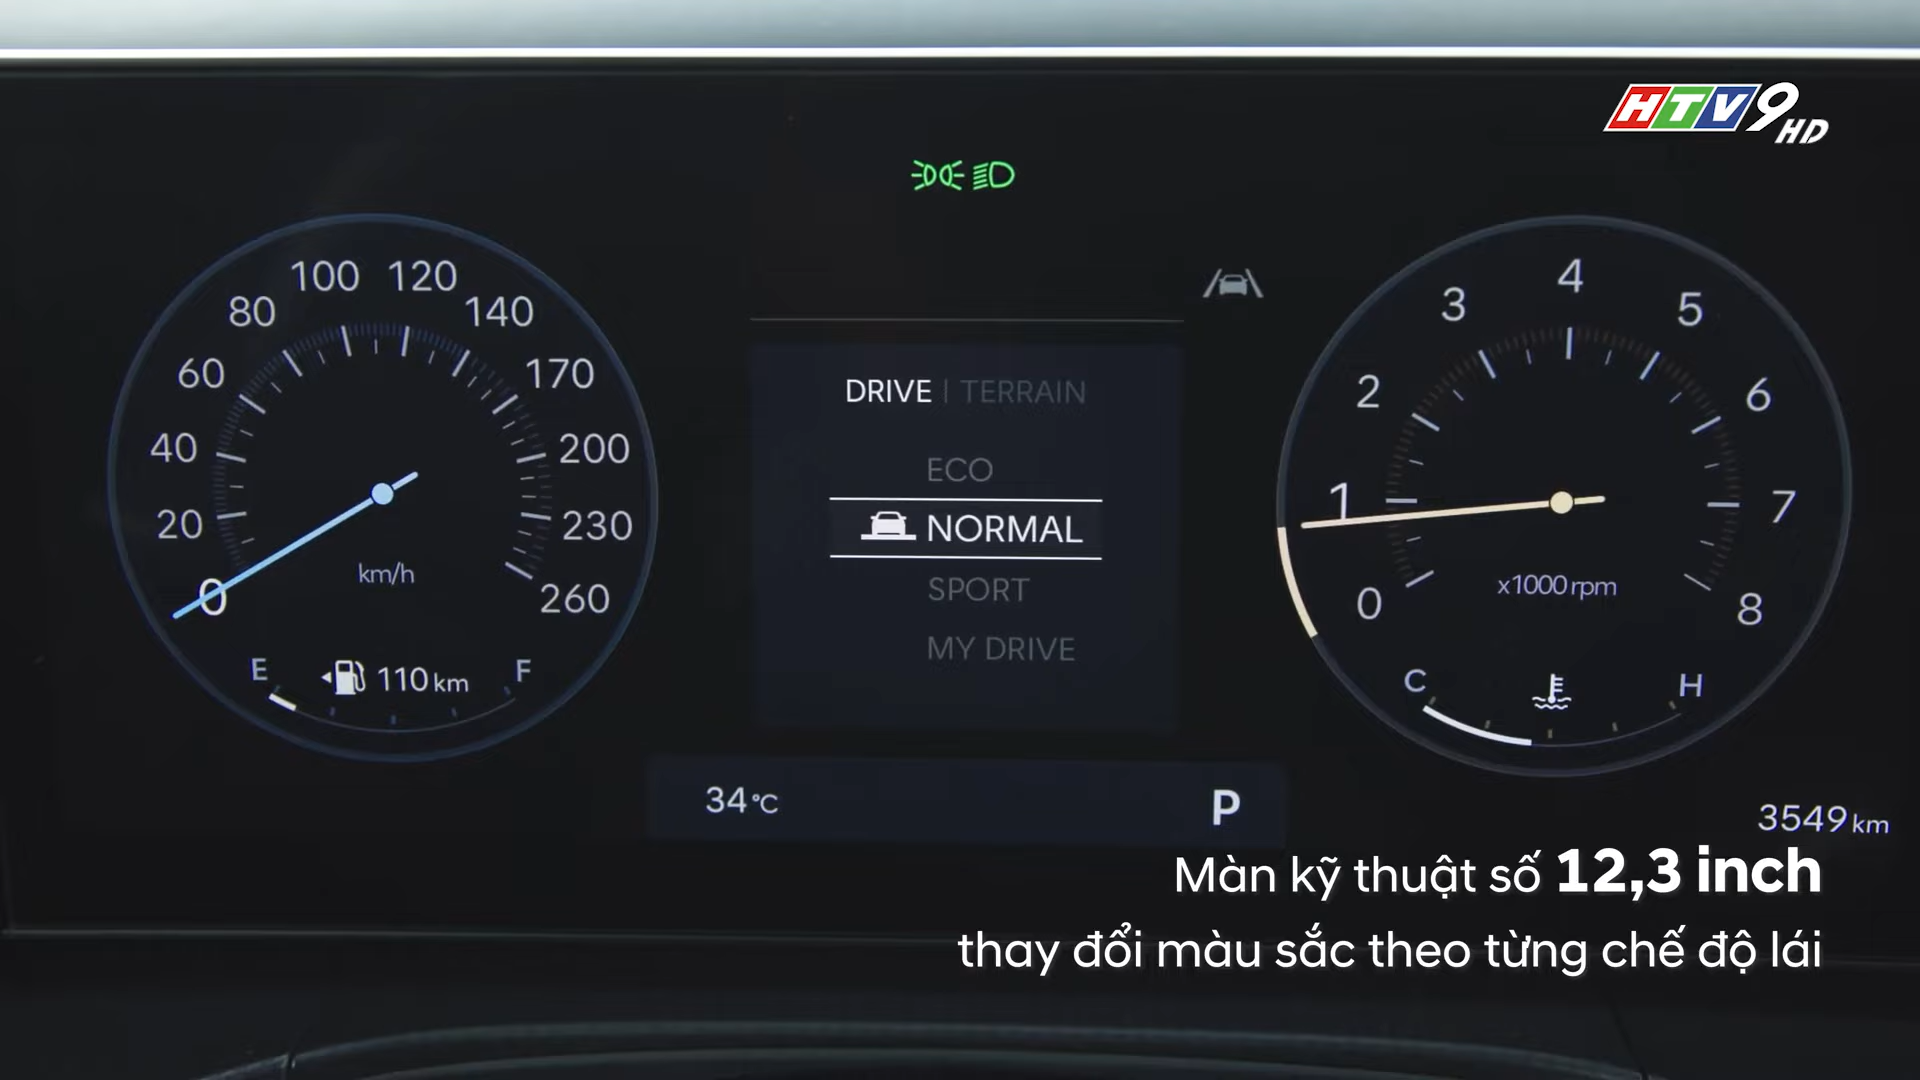 HTV9 HD
100 120
80 140
60 170
40 200
20 230
0 260
km/h
E 110 km F
DRIVE | TERRAIN
ECO
NORMAL
SPORT
MY DRIVE
34°C P
4
3 5
2 6
1 7
0 8
x1000 rpm
C H
3549 km
Màn kỹ thuật số 12,3 inch
thay đổi màu sắc theo từng chế độ lái